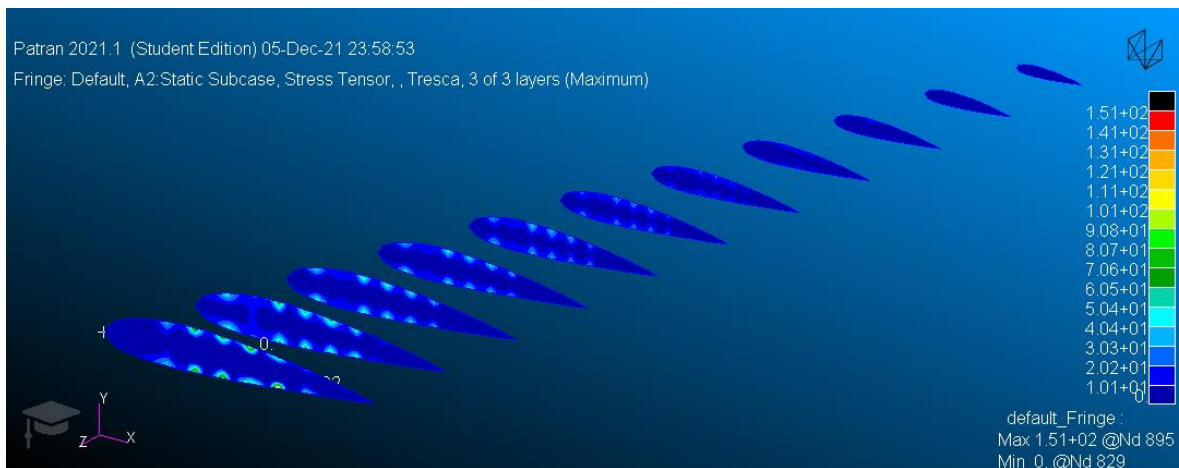 Patran 2021.1 (Student Edition) 05-Dec-21 23:58:53
Fringe: Default, A2:Static Subcase, Stress Tensor, , Tresca, 3 of 3 layers (Maximum)
1.51+02
1.41+02
1.31+02
1.21+02
1.11+02
1.01+02
9.08+01
8.07+01
7.06+01
6.05+01
5.04+01
4.04+01
3.03+01
2.02+01
1.01+01
0.
0.
Y
Z
X
default_Fringe :
Max 1.51+02 @Nd 895
Min 0. @Nd 829